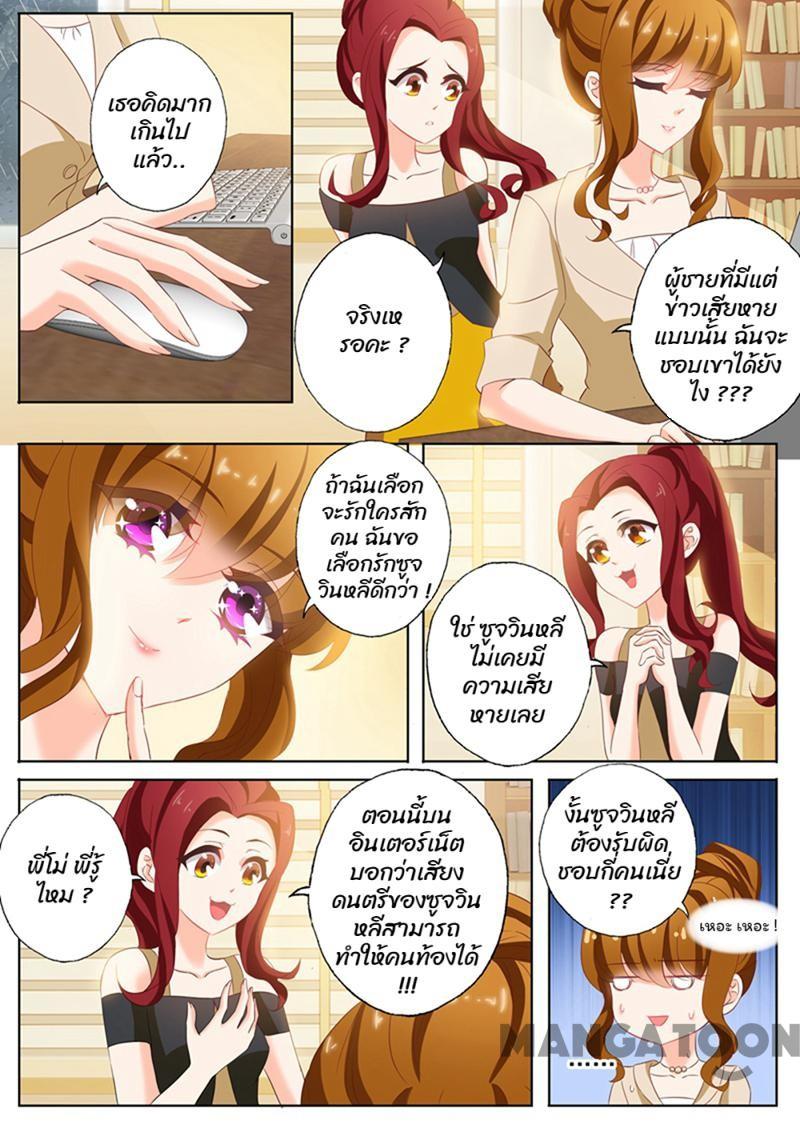 เธอคิดมาก
เกินไป
แล้ว..
จริงเห
รอคะ ?
ผู้ชายที่มีแต่
ข่าวเสียหาย
แบบนั้น ฉันจะ
ชอบเขาได้ยัง
ไง ???
ถ้าฉันเลือก
จะรักใครสัก
คน ฉันขอ
เลือกรักซูจ
วินหลีดีกว่า !
ใช่ ซูจวินหลี
ไม่เคยมี
ความเสีย
หายเลย
พี่โม่ พี่รู้
ไหม ?
ตอนนี้บน
อินเตอร์เน็ต
บอกว่าเสียง
ดนตรีของซูจวิน
หลีสามารถ
ทำให้คนท้องได้
!!!
งั้นซูจวินหลี
ต้องรับผิด
ชอบกี่คนเนี่ย
??
เหอะ เหอะ !
......
MANGATOON